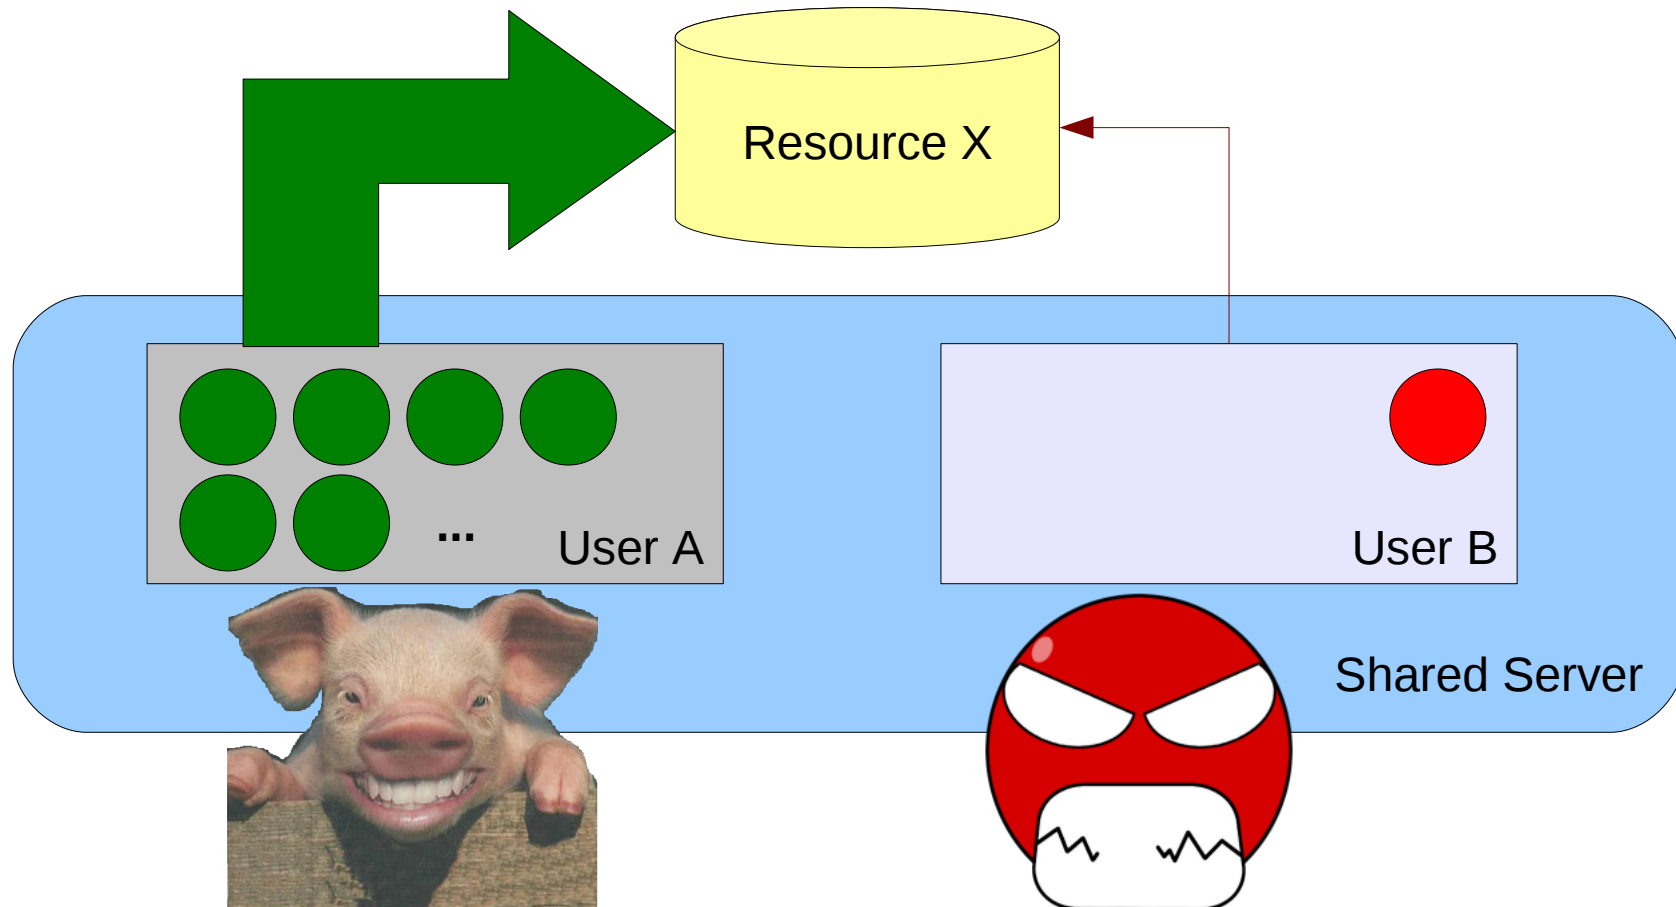 Resource X
...
User A
User B
Shared Server